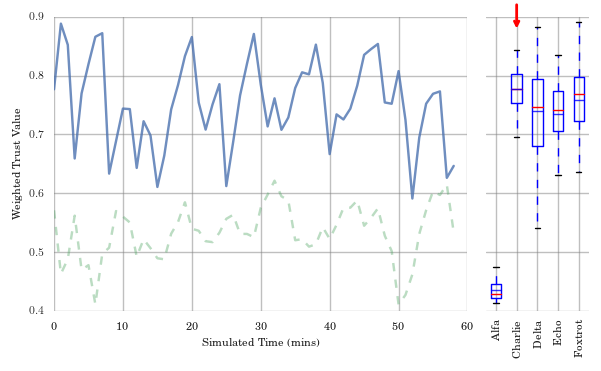 0.9
0.8
0.7
0.6
0.5
0.4
Weighted Trust Value
0 10 20 30 40 50 60
Simulated Time (mins)
Alfa
Charlie
Delta
Echo
Foxtrot